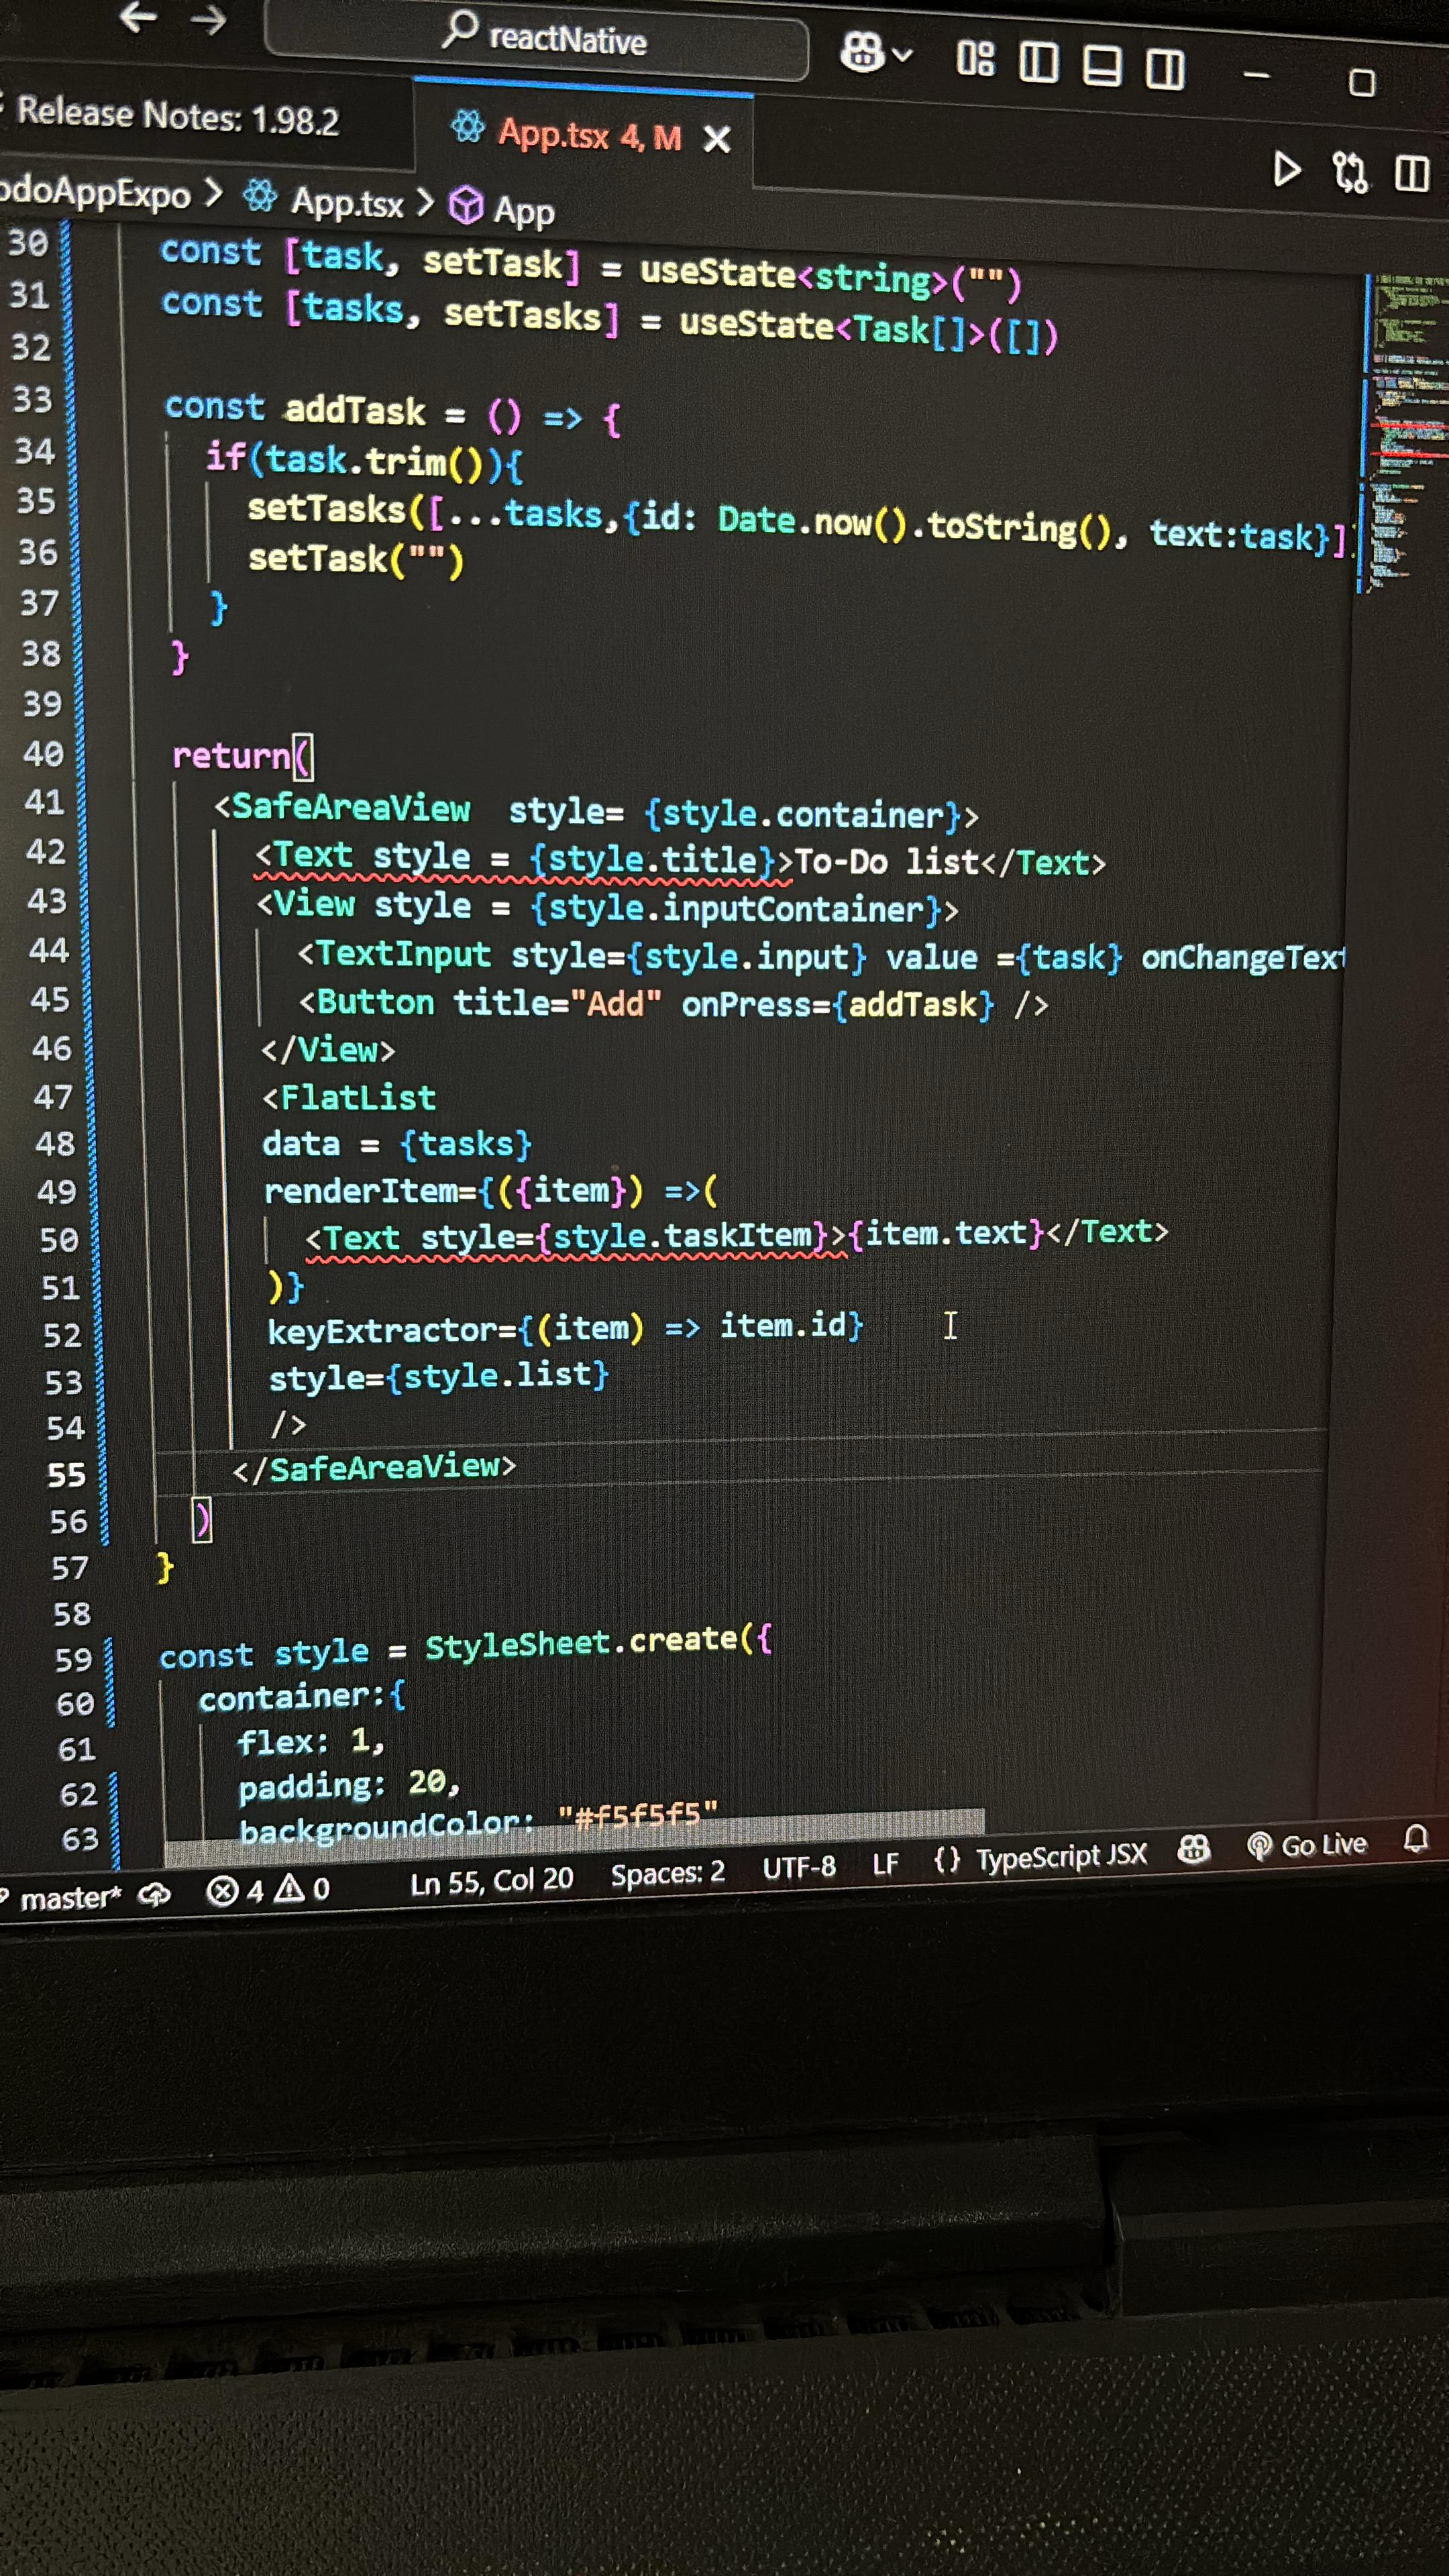 reactNative
Release Notes: 1.98.2
App.tsx 4, M
odoAppExpo > App.tsx > App
30 const [task, setTask] = useState<string>("")
31 const [tasks, setTasks] = useState<Task[]>([])
32
33 const addTask = () => {
34 if(task.trim()){
35 setTasks([...tasks,{id: Date.now().toString(), text:task}]
36 setTask("")
37 }
38 }
39
40 return(
41 <SafeAreaView  style= {style.container}>
42 <Text style = {style.title}>To-Do list</Text>
43 <View style = {style.inputContainer}>
44 <TextInput style={style.input} value ={task} onChangeText
45 <Button title="Add" onPress={addTask} />
46 </View>
47 <FlatList
48 data = {tasks}
49 renderItem={({item}) =>(
50 <Text style={style.taskItem}>{item.text}</Text>
51 )}
52 keyExtractor={(item) => item.id}
53 style={style.list}
54 />
55 </SafeAreaView>
56 )
57 }
58
59 const style = StyleSheet.create({
60 container:{
61 flex: 1,
62 padding: 20,
63 backgroundColor: "#f5f5f5"
master* 4 0 Ln 55, Col 20 Spaces: 2 UTF-8 LF {} TypeScript JSX Go Live